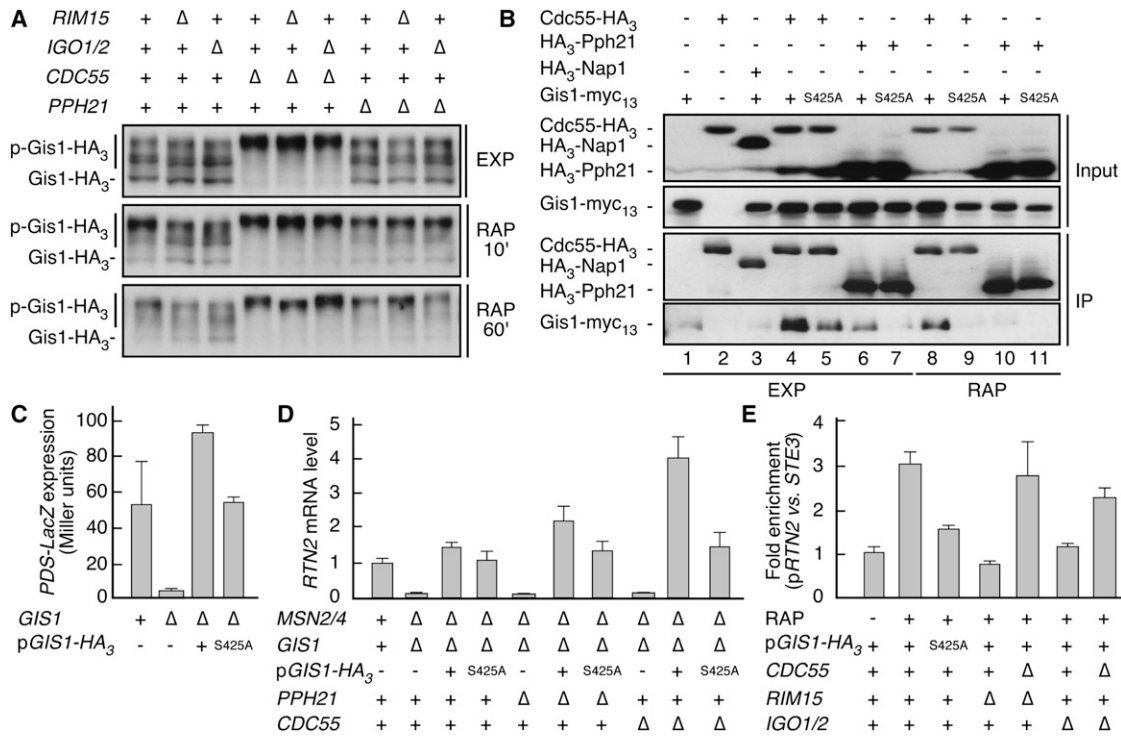 A
RIM15 + Δ + + Δ + + Δ +
IGO1/2 + + Δ + + Δ + + Δ
CDC55 + + + Δ Δ Δ + + +
PPH21 + + + + + + Δ Δ Δ
p-Gis1-HA3
Gis1-HA3-
EXP
p-Gis1-HA3
Gis1-HA3-
RAP
10'
p-Gis1-HA3
Gis1-HA3-
RAP
60'
B
Cdc55-HA3 - + - + + - - + + - -
HA3-Pph21 - - - - - + + - - + +
HA3-Nap1 - - + - - - - - - - -
Gis1-myc13 + - + + S425A + S425A + S425A + S425A
Cdc55-HA3 -
HA3-Nap1 -
HA3-Pph21 -
Gis1-myc13 -
Input
Cdc55-HA3 -
HA3-Nap1 -
HA3-Pph21 -
Gis1-myc13 -
IP
1 2 3 4 5 6 7 8 9 10 11
EXP RAP
C
PDS-LacZ expression
(Miller units)
100
80
60
40
20
0
GIS1 + Δ Δ Δ
pGIS1-HA3 - - + S425A
D
RTN2 mRNA level
5
4
3
2
1
0
MSN2/4 + Δ Δ Δ Δ Δ Δ Δ Δ Δ
GIS1 + Δ Δ Δ Δ Δ Δ Δ Δ Δ
pGIS1-HA3 - - + S425A - + S425A - + S425A
PPH21 + + + + Δ Δ Δ + + +
CDC55 + + + + + + + Δ Δ Δ
E
Fold enrichment
(pRTN2 vs. STE3)
4
3
2
1
0
RAP - + + + + + +
pGIS1-HA3 + + S425A + + + +
CDC55 + + + + Δ + Δ
RIM15 + + + Δ Δ + +
IGO1/2 + + + + + Δ Δ